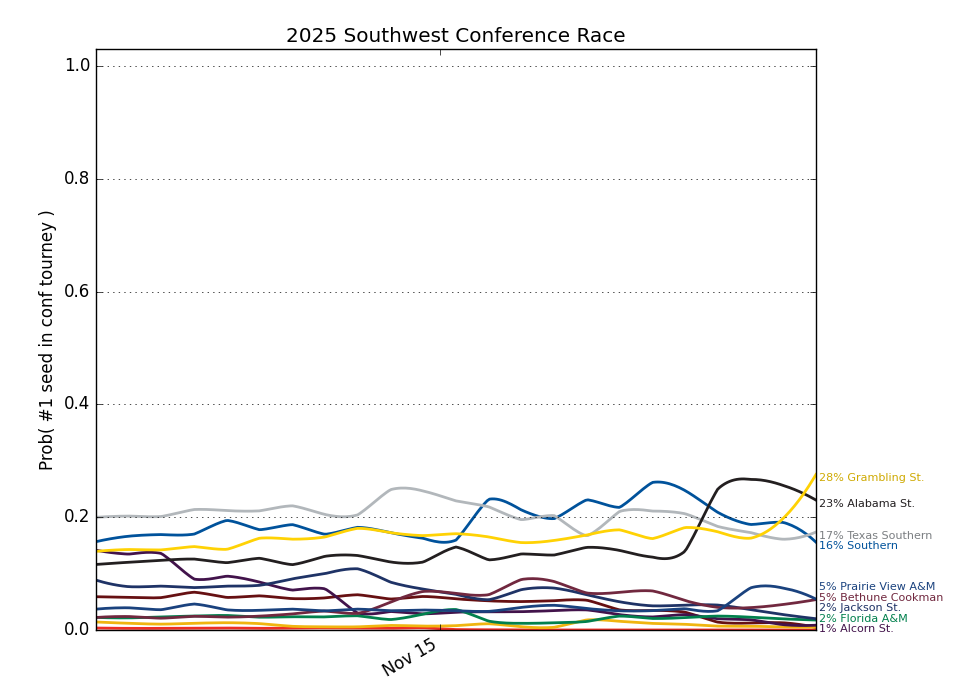 2025 Southwest Conference Race
Prob( #1 seed in conf tourney )
1.0
0.8
0.6
0.4
0.2
0.0
Nov 15
28% Grambling St.
23% Alabama St.
17% Texas Southern
16% Southern
5% Prairie View A&M
5% Bethune Cookman
2% Jackson St.
2% Florida A&M
1% Alcorn St.